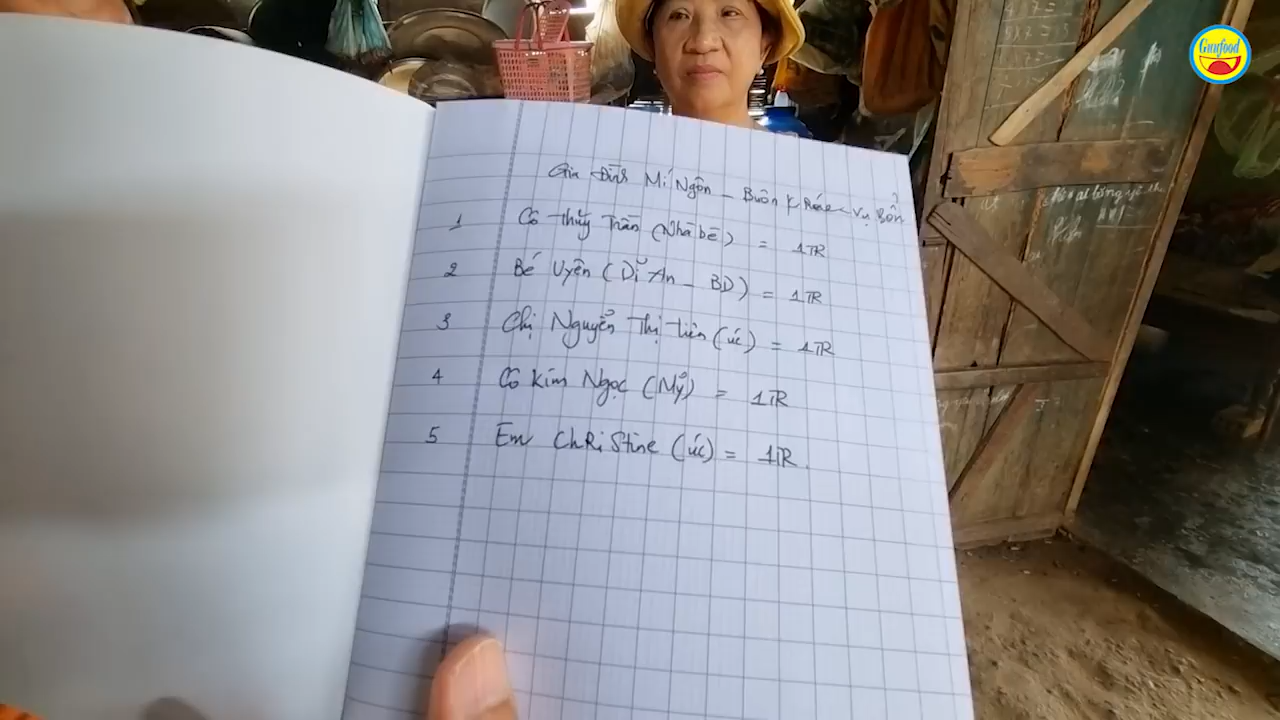 Gunfood
Gia Đình Mí Ngôn - Buôn K Vụ Bổn
1 Cô Thủy Trần (Nhà bè) = 1TR
2 Bé Uyên (Dĩ An - BD) = 1TR
3 Chị Nguyễn Thị Liên (Úc) = 1TR
4 Cô Kim Ngọc (Mỹ) = 1TR
5 Em ChRiStine (Úc) = 1TR